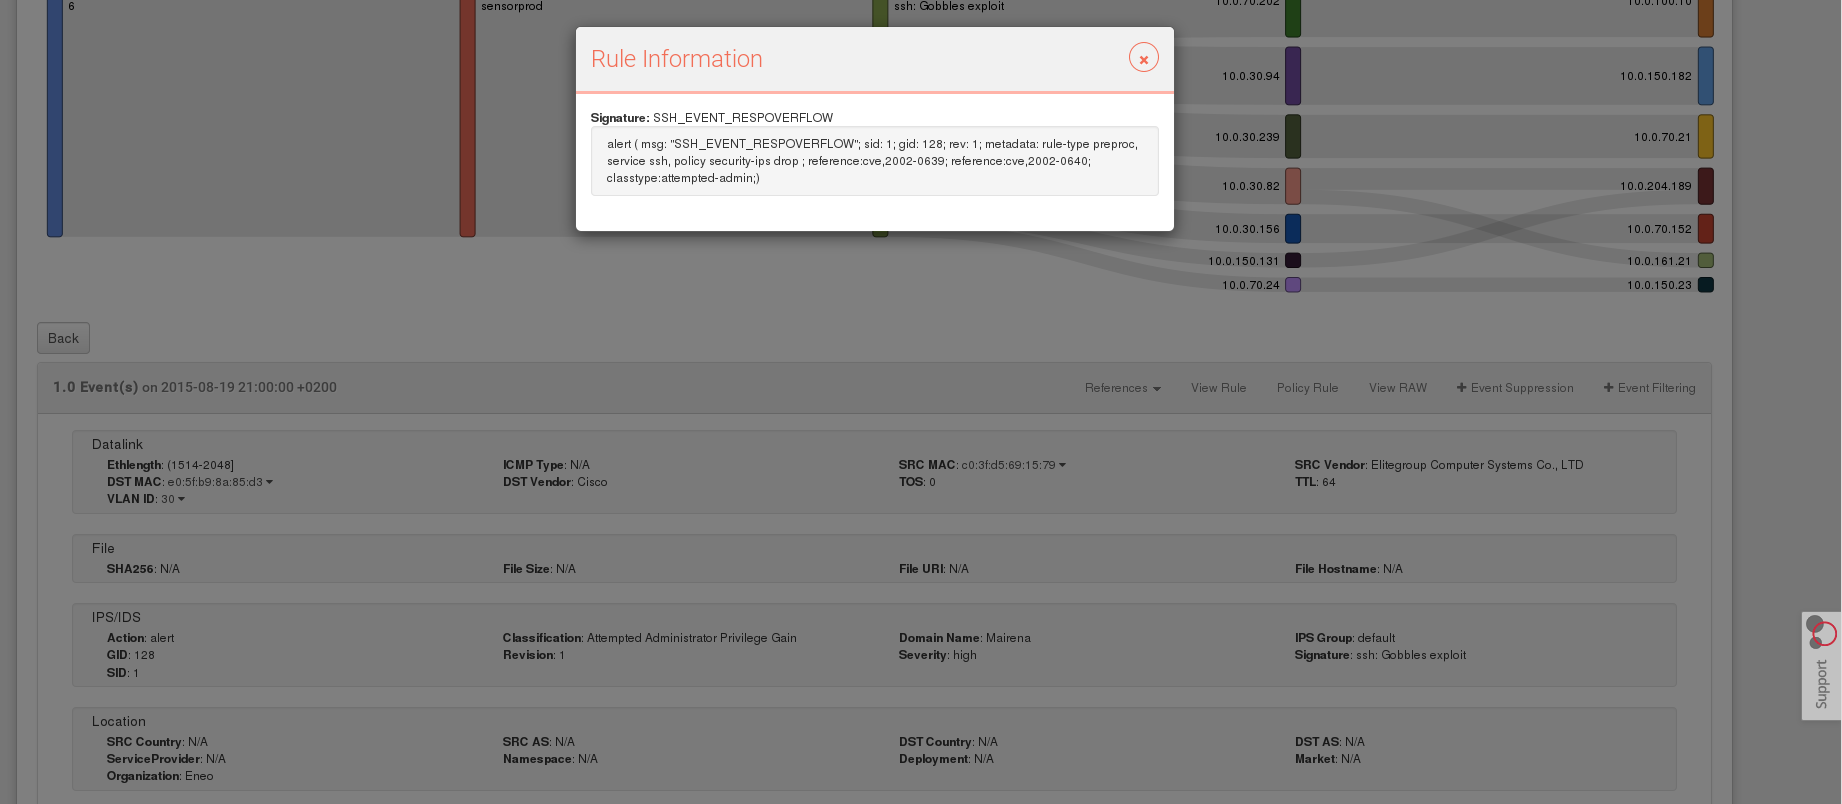 6
sensorprod
ssh: Gobbles exploit
10.0.70.202
10.0.100.10
Rule Information
Signature: SSH_EVENT_RESPOVERFLOW
alert ( msg: "SSH_EVENT_RESPOVERFLOW"; sid: 1; gid: 128; rev: 1; metadata: rule-type preproc,
service ssh, policy security-ips drop ; reference:cve,2002-0639; reference:cve,2002-0640;
classtype:attempted-admin;)
10.0.30.94
10.0.150.182
10.0.30.239
10.0.70.21
10.0.30.82
10.0.204.189
10.0.30.156
10.0.70.152
10.0.150.131
10.0.161.21
10.0.70.24
10.0.150.23
Back
1.0 Event(s) on 2015-08-19 21:00:00 +0200
References View Rule Policy Rule View RAW Event Suppression Event Filtering
Datalink
Ethlength: (1514-2048] ICMP Type: N/A SRC MAC: c0:3f:d5:69:15:79 SRC Vendor: Elitegroup Computer Systems Co., LTD
DST MAC: e0:5f:b9:8a:85:d3 DST Vendor: Cisco TOS: 0 TTL: 64
VLAN ID: 30
File
SHA256: N/A File Size: N/A File URI: N/A File Hostname: N/A
IPS/IDS
Action: alert Classification: Attempted Administrator Privilege Gain Domain Name: Mairena IPS Group: default
GID: 128 Revision: 1 Severity: high Signature: ssh: Gobbles exploit
SID: 1
Support
Location
SRC Country: N/A SRC AS: N/A DST Country: N/A DST AS: N/A
ServiceProvider: N/A Namespace: N/A Deployment: N/A Market: N/A
Organization: Eneo